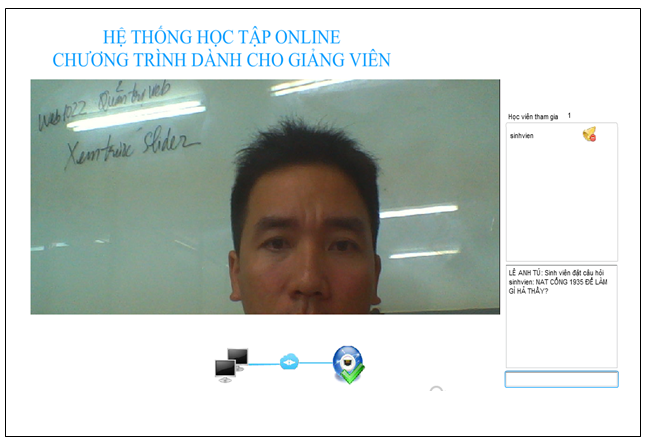 HỆ THỐNG HỌC TẬP ONLINE
CHƯƠNG TRÌNH DÀNH CHO GIẢNG VIÊN
Web1022 Quản trị web
Xem trước Slider
Học viên tham gia 1
sinhvien
LÊ ANH TÚ: Sinh viên đặt câu hỏi
sinhvien: NAT CỔNG 1935 ĐỂ LÀM
GÌ HẢ THẦY?